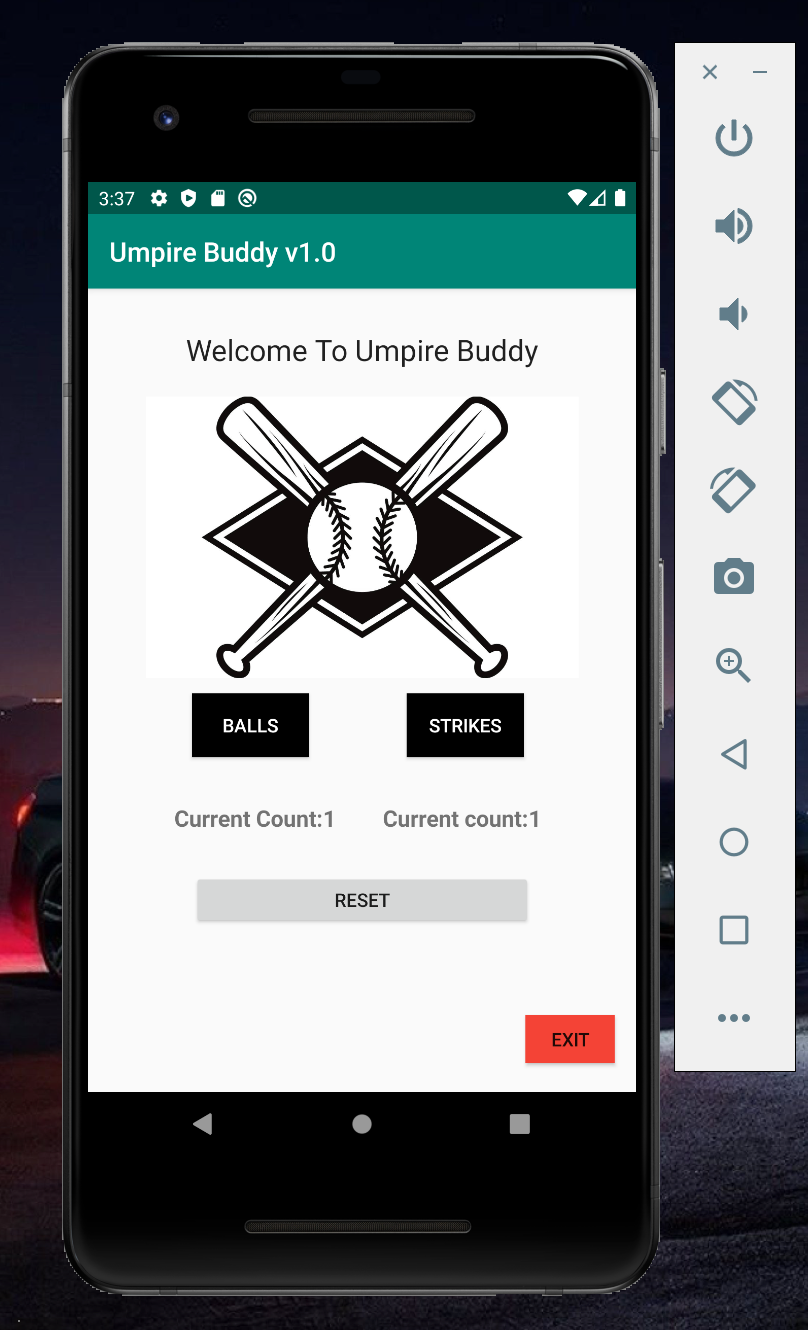 3:37
Umpire Buddy v1.0
Welcome To Umpire Buddy
BALLS STRIKES
Current Count:1 Current count:1
RESET
EXIT